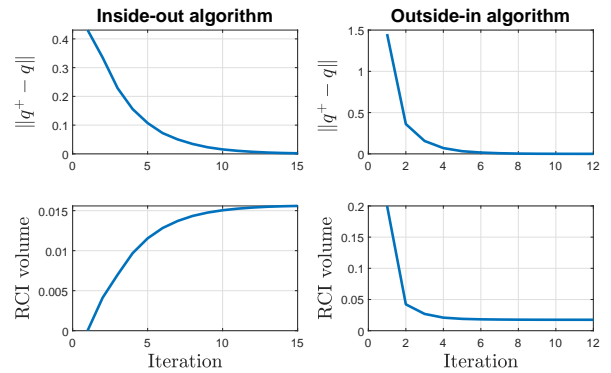 Inside-out algorithm
Outside-in algorithm
‖q⁺ − q‖
0.4
0.3
0.2
0.1
0
0 5 10 15
‖q⁺ − q‖
1.5
1.0
0.5
0
0 2 4 6 8 10 12
RCI volume
0.015
0.01
0.005
0
0 5 10 15
Iteration
RCI volume
0.2
0.15
0.1
0.05
0
0 2 4 6 8 10 12
Iteration